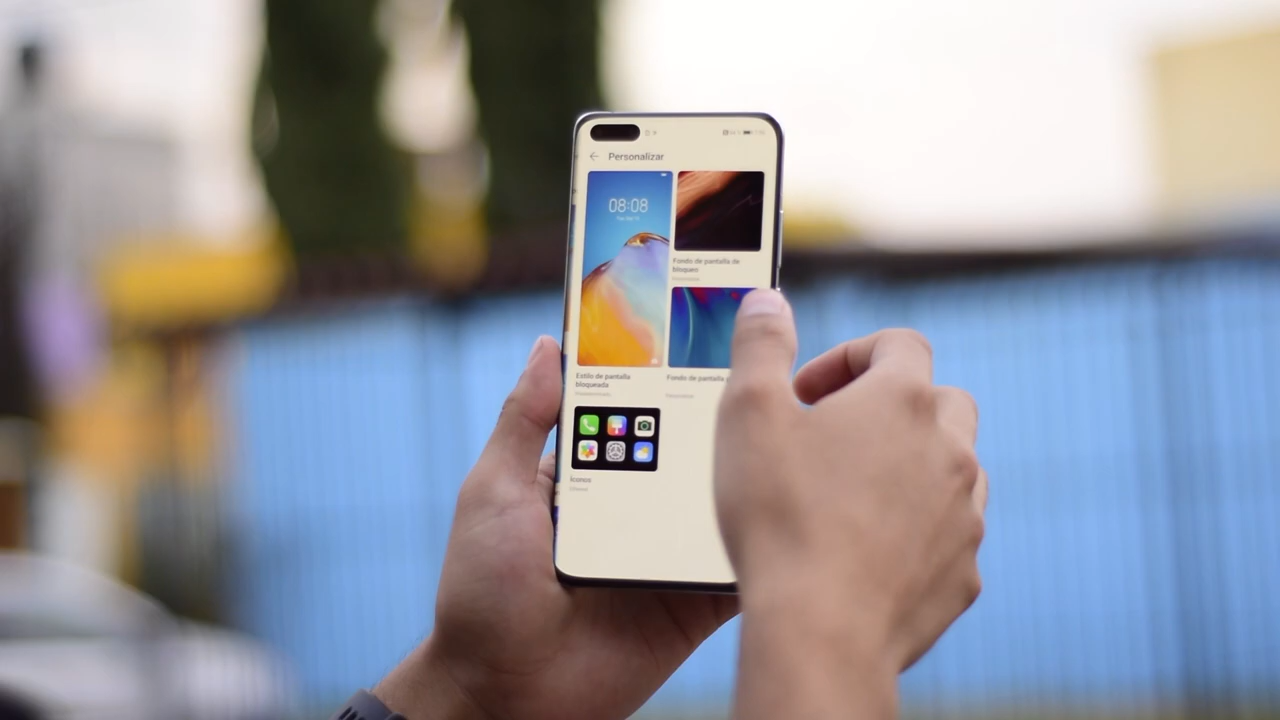 Personalizar
08:08
Fondo de pantalla de
bloqueo
Estilo de pantalla
bloqueada
Fondo de pantalla
Iconos